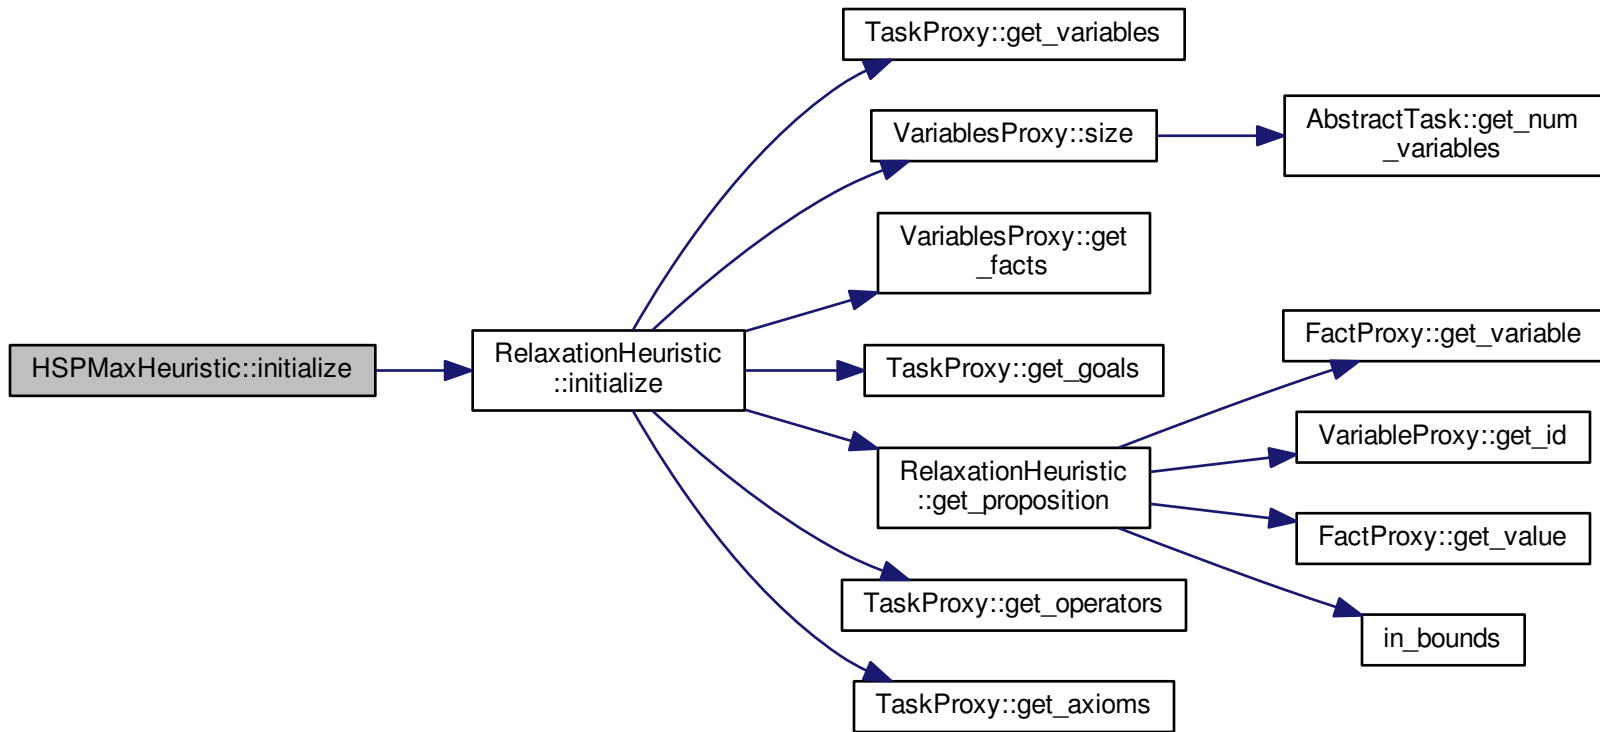 HSPMaxHeuristic::initialize
RelaxationHeuristic
::initialize
TaskProxy::get_variables
VariablesProxy::size
AbstractTask::get_num
_variables
VariablesProxy::get
_facts
TaskProxy::get_goals
RelaxationHeuristic
::get_proposition
FactProxy::get_variable
VariableProxy::get_id
FactProxy::get_value
in_bounds
TaskProxy::get_operators
TaskProxy::get_axioms